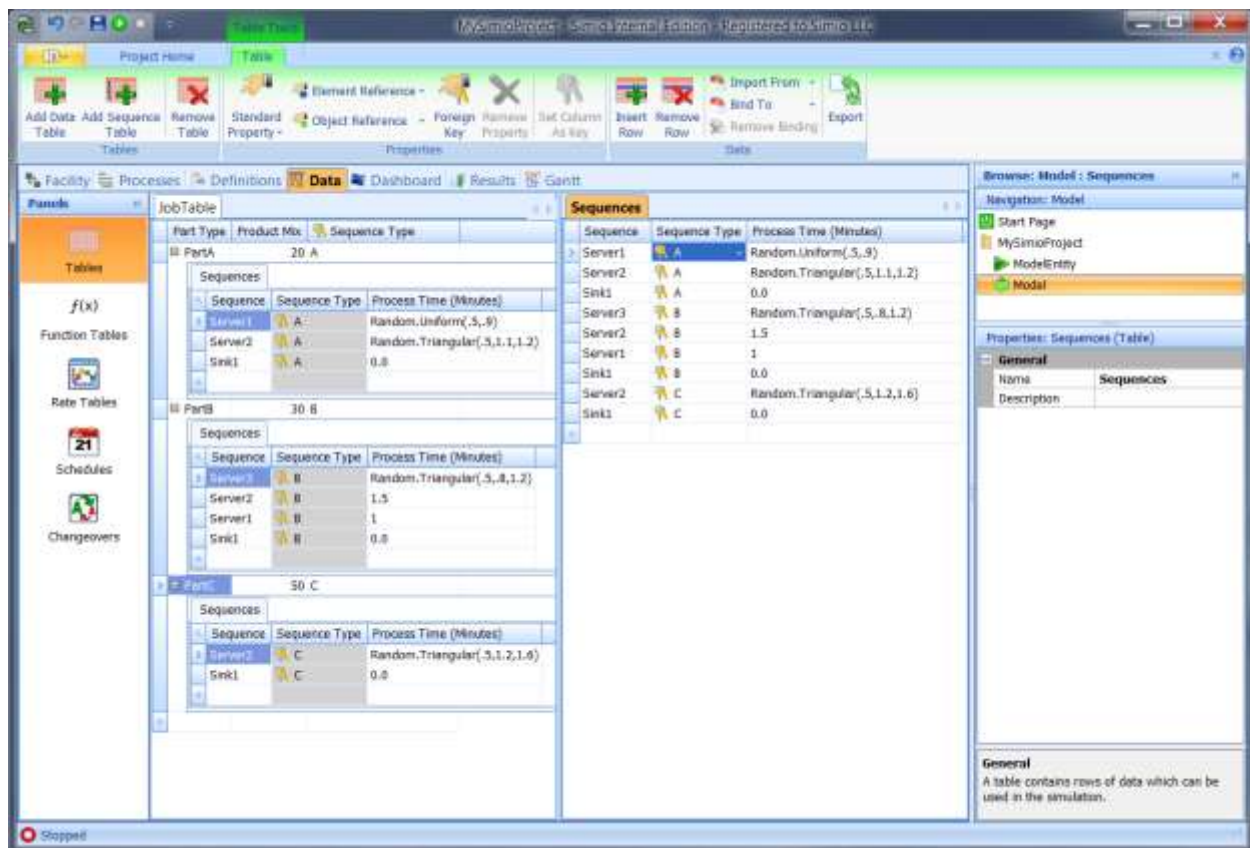 Table Tools
MySimioProject - Simio Internal Edition - Registered to Simio LLC
Project Home Table
Add Data Table
Add Sequence Table
Remove Table
Tables
Standard Property
Element Reference
Object Reference
Foreign Key
Remove Property
Set Column As Key
Properties
Insert Row
Remove Row
Import From
Bind To
Remove Binding
Export
Data
Facility Processes Definitions Data Dashboard Results Gantt
Panels
Tables
f(x)
Function Tables
Rate Tables
21
Schedules
Changeovers
JobTable
Part Type Product Mix Sequence Type
PartA 20 A
Sequences
Sequence Sequence Type Process Time (Minutes)
Server1 A Random.Uniform(.5,.9)
Server2 A Random.Triangular(.5,1.1,1.2)
Sink1 A 0.0
PartB 30 B
Sequences
Sequence Sequence Type Process Time (Minutes)
Server3 B Random.Triangular(.5,.8,1.2)
Server2 B 1.5
Server1 B 1
Sink1 B 0.0
PartC 50 C
Sequences
Sequence Sequence Type Process Time (Minutes)
Server2 C Random.Triangular(.5,1.2,1.6)
Sink1 C 0.0
Sequences
Sequence Sequence Type Process Time (Minutes)
Server1 A Random.Uniform(.5,.9)
Server2 A Random.Triangular(.5,1.1,1.2)
Sink1 A 0.0
Server3 B Random.Triangular(.5,.8,1.2)
Server2 B 1.5
Server1 B 1
Sink1 B 0.0
Server2 C Random.Triangular(.5,1.2,1.6)
Sink1 C 0.0
Browse: Model : Sequences
Navigation: Model
Start Page
MySimioProject
ModelEntity
Model
Properties: Sequences (Table)
General
Name Sequences
Description
General
A table contains rows of data which can be
used in the simulation.
Stopped